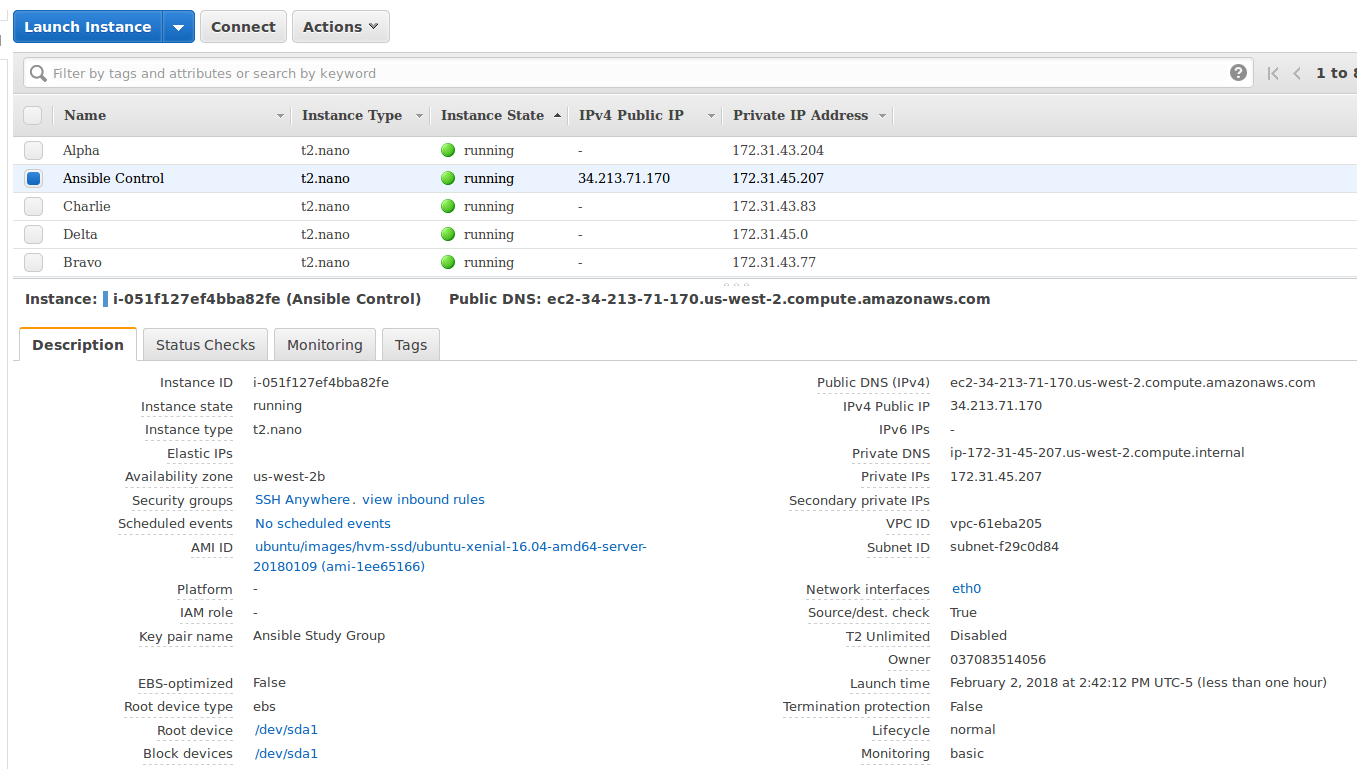 Launch Instance Connect Actions
Filter by tags and attributes or search by keyword ? 1 to
Name Instance Type Instance State IPv4 Public IP Private IP Address
Alpha t2.nano running - 172.31.43.204
Ansible Control t2.nano running 34.213.71.170 172.31.45.207
Charlie t2.nano running - 172.31.43.83
Delta t2.nano running - 172.31.45.0
Bravo t2.nano running - 172.31.43.77
Instance: i-051f127ef4bba82fe (Ansible Control) Public DNS: ec2-34-213-71-170.us-west-2.compute.amazonaws.com
Description Status Checks Monitoring Tags
Instance ID i-051f127ef4bba82fe Public DNS (IPv4) ec2-34-213-71-170.us-west-2.compute.amazonaws.com
Instance state running IPv4 Public IP 34.213.71.170
Instance type t2.nano IPv6 IPs -
Elastic IPs Private DNS ip-172-31-45-207.us-west-2.compute.internal
Availability zone us-west-2b Private IPs 172.31.45.207
Security groups SSH Anywhere. view inbound rules Secondary private IPs
Scheduled events No scheduled events VPC ID vpc-61eba205
AMI ID ubuntu/images/hvm-ssd/ubuntu-xenial-16.04-amd64-server- Subnet ID subnet-f29c0d84
20180109 (ami-1ee65166)
Platform - Network interfaces eth0
IAM role - Source/dest. check True
Key pair name Ansible Study Group T2 Unlimited Disabled
Owner 037083514056
EBS-optimized False Launch time February 2, 2018 at 2:42:12 PM UTC-5 (less than one hour)
Root device type ebs Termination protection False
Root device /dev/sda1 Lifecycle normal
Block devices /dev/sda1 Monitoring basic